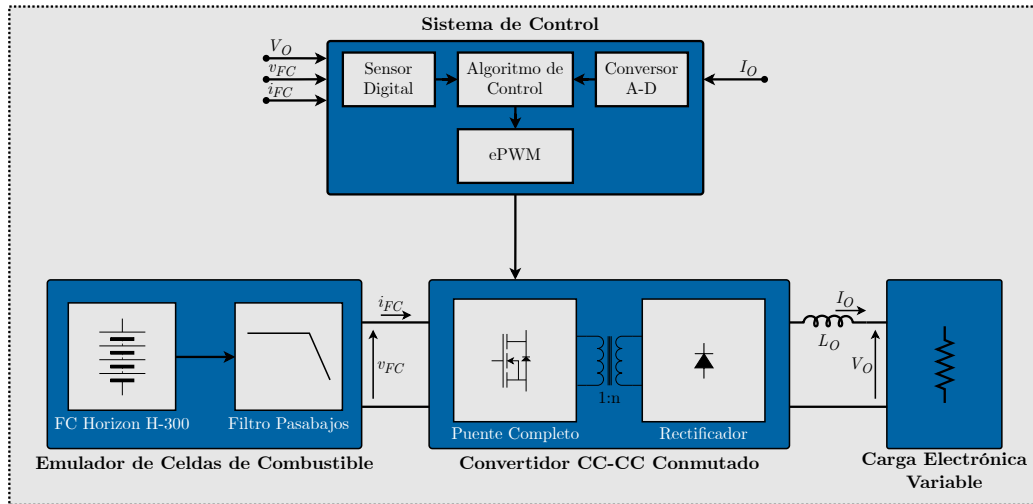 Sistema de Control
V_O
v_FC
i_FC
Sensor
Digital
Algoritmo de
Control
Conversor
A-D
I_O
ePWM
i_FC
v_FC
FC Horizon H-300
Filtro Pasabajos
Emulador de Celdas de Combustible
1:n
Puente Completo
Rectificador
Convertidor CC-CC Conmutado
I_O
L_O
V_O
Carga Electrónica
Variable